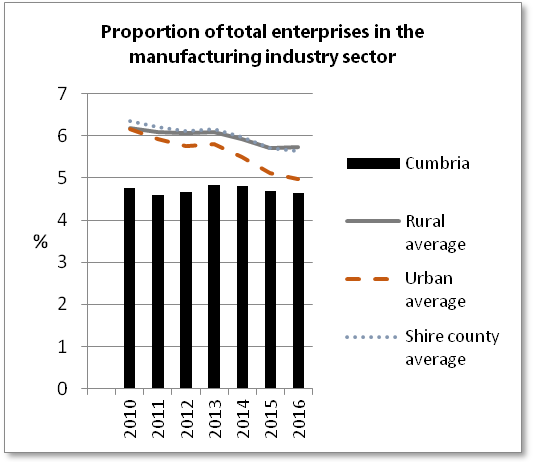 Proportion of total enterprises in the
manufacturing industry sector
7
6
5
4
3
2
1
0
%
2010
2011
2012
2013
2014
2015
2016
Cumbria
Rural
average
Urban
average
Shire county
average